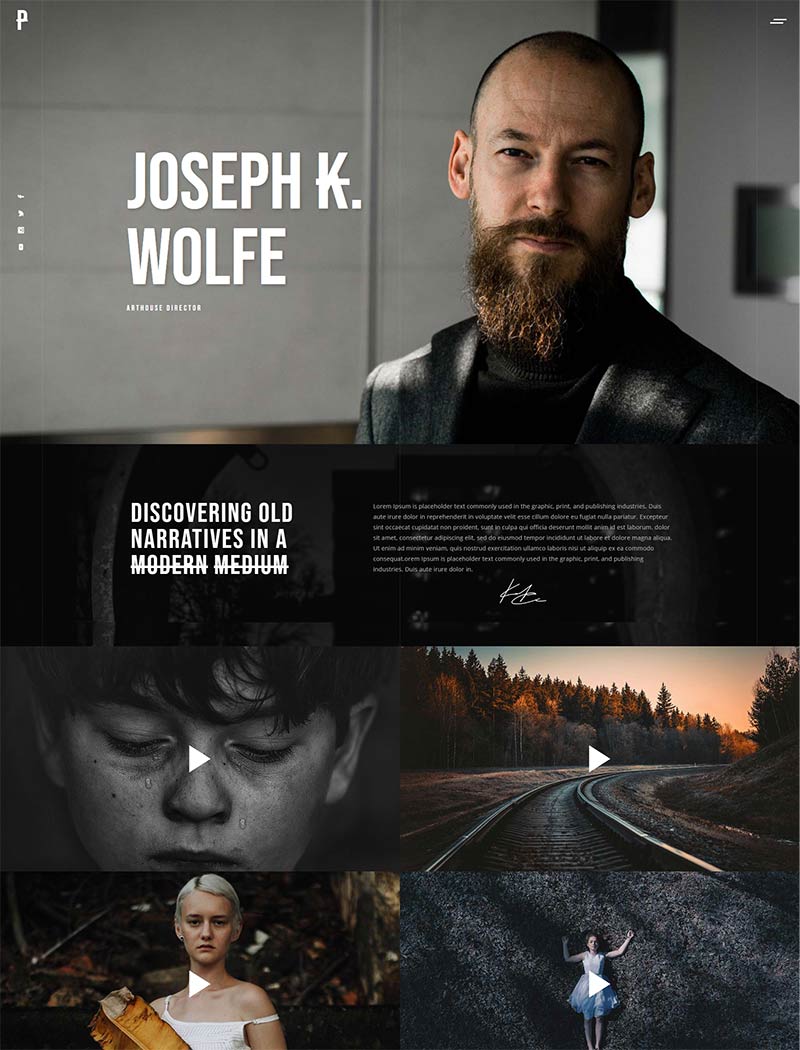 P
JOSEPH K.
WOLFE
ARTHOUSE DIRECTOR
DISCOVERING OLD
NARRATIVES IN A
MODERN MEDIUM
Lorem Ipsum is placeholder text commonly used in the graphic, print, and publishing industries. Duis
aute irure dolor in reprehenderit in voluptate velit esse cillum dolore eu fugiat nulla pariatur. Excepteur
sint occaecat cupidatat non proident, sunt in culpa qui officia deserunt mollit anim id est laborum. dolor
sit amet, consectetur adipiscing elit, sed do eiusmod tempor incididunt ut labore et dolore magna aliqua.
Ut enim ad minim veniam, quis nostrud exercitation ullamco laboris nisi ut aliquip ex ea commodo
consequat.orem Ipsum is placeholder text commonly used in the graphic, print, and publishing
industries. Duis aute irure dolor in.